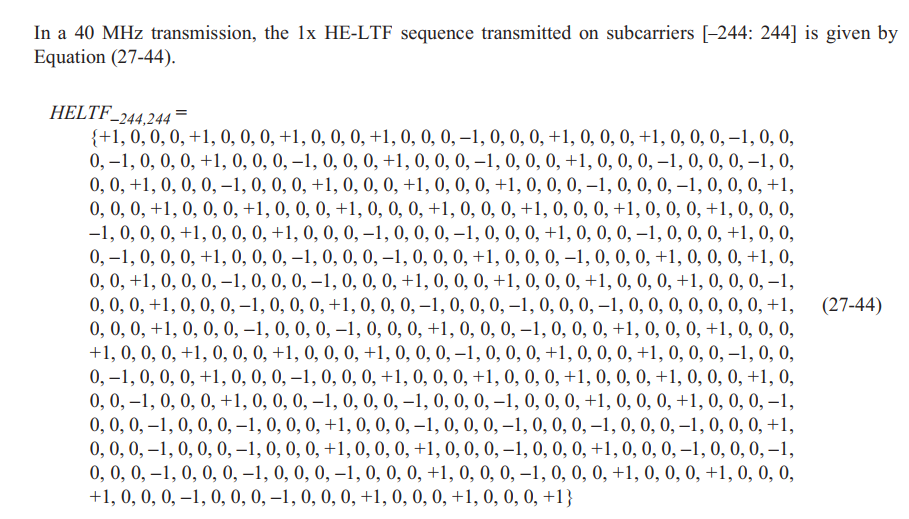 In a 40 MHz transmission, the 1x HE-LTF sequence transmitted on subcarriers [–244: 244] is given by
Equation (27-44).
HELTF_–244,244 =
{+1, 0, 0, 0, +1, 0, 0, 0, +1, 0, 0, 0, +1, 0, 0, 0, –1, 0, 0, 0, +1, 0, 0, 0, +1, 0, 0, 0, –1, 0, 0,
0, –1, 0, 0, 0, +1, 0, 0, 0, –1, 0, 0, 0, +1, 0, 0, 0, –1, 0, 0, 0, +1, 0, 0, 0, –1, 0, 0, 0, –1, 0,
0, 0, +1, 0, 0, 0, –1, 0, 0, 0, +1, 0, 0, 0, +1, 0, 0, 0, +1, 0, 0, 0, –1, 0, 0, 0, –1, 0, 0, 0, +1,
0, 0, 0, +1, 0, 0, 0, +1, 0, 0, 0, +1, 0, 0, 0, +1, 0, 0, 0, +1, 0, 0, 0, +1, 0, 0, 0, +1, 0, 0, 0,
–1, 0, 0, 0, +1, 0, 0, 0, +1, 0, 0, 0, –1, 0, 0, 0, –1, 0, 0, 0, +1, 0, 0, 0, –1, 0, 0, 0, +1, 0, 0,
0, –1, 0, 0, 0, +1, 0, 0, 0, –1, 0, 0, 0, –1, 0, 0, 0, +1, 0, 0, 0, –1, 0, 0, 0, +1, 0, 0, 0, +1, 0,
0, 0, +1, 0, 0, 0, –1, 0, 0, 0, –1, 0, 0, 0, +1, 0, 0, 0, +1, 0, 0, 0, +1, 0, 0, 0, +1, 0, 0, 0, –1,
0, 0, 0, +1, 0, 0, 0, –1, 0, 0, 0, +1, 0, 0, 0, –1, 0, 0, 0, –1, 0, 0, 0, –1, 0, 0, 0, 0, 0, 0, 0, +1, (27-44)
0, 0, 0, +1, 0, 0, 0, –1, 0, 0, 0, –1, 0, 0, 0, +1, 0, 0, 0, –1, 0, 0, 0, +1, 0, 0, 0, +1, 0, 0, 0,
+1, 0, 0, 0, +1, 0, 0, 0, +1, 0, 0, 0, +1, 0, 0, 0, –1, 0, 0, 0, +1, 0, 0, 0, +1, 0, 0, 0, –1, 0, 0,
0, –1, 0, 0, 0, +1, 0, 0, 0, –1, 0, 0, 0, +1, 0, 0, 0, +1, 0, 0, 0, +1, 0, 0, 0, +1, 0, 0, 0, +1, 0,
0, 0, –1, 0, 0, 0, +1, 0, 0, 0, –1, 0, 0, 0, –1, 0, 0, 0, –1, 0, 0, 0, +1, 0, 0, 0, +1, 0, 0, 0, –1,
0, 0, 0, –1, 0, 0, 0, –1, 0, 0, 0, +1, 0, 0, 0, –1, 0, 0, 0, –1, 0, 0, 0, –1, 0, 0, 0, –1, 0, 0, 0, +1,
0, 0, 0, –1, 0, 0, 0, –1, 0, 0, 0, +1, 0, 0, 0, +1, 0, 0, 0, –1, 0, 0, 0, +1, 0, 0, 0, –1, 0, 0, 0, –1,
0, 0, 0, –1, 0, 0, 0, –1, 0, 0, 0, –1, 0, 0, 0, +1, 0, 0, 0, –1, 0, 0, 0, +1, 0, 0, 0, +1, 0, 0, 0,
+1, 0, 0, 0, –1, 0, 0, 0, –1, 0, 0, 0, +1, 0, 0, 0, +1, 0, 0, 0, +1}